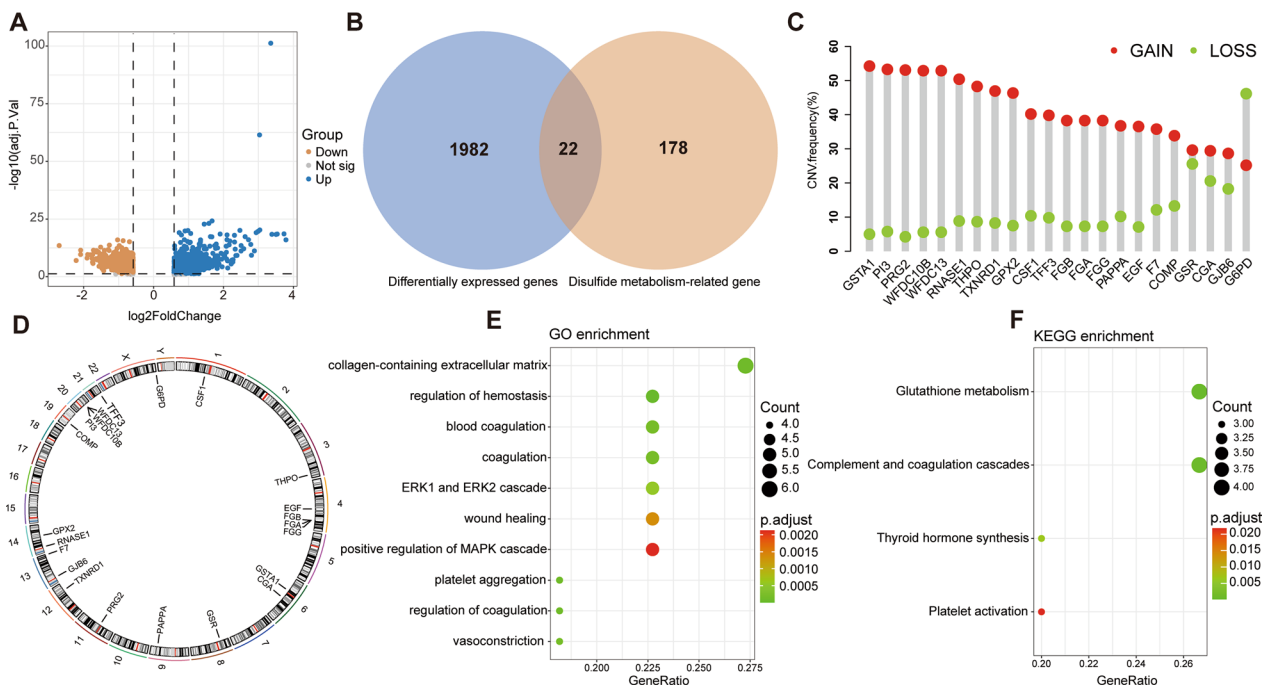 A
100
75
50
25
0
-2
0
2
4
-log10(adj.P.Val)
log2FoldChange
Group
Down
Not sig
Up
B
1982
22
178
Differentially expressed genes
Disulfide metabolism-related gene
C
GAIN
LOSS
CNV.frequency(%)
60
50
40
30
20
10
0
GSTA1
PI3
PRG2
WFDC10B
WFDC13
RNASE1
THPO
TXNRD1
GPX2
CSF1
TFF3
FGB
FGA
FGG
PAPPA
EGF
F7
COMP
GSR
CGA
GJB6
G6PD
D
1
2
3
4
5
6
7
8
9
10
11
12
13
14
15
16
17
18
19
20
21
22
X
Y
CSF1
THPO
EGF
FGB
FGA
FGG
GSTA1
CGA
GSR
PAPPA
PRG2
TXNRD1
GJB6
F7
RNASE1
GPX2
COMP
PI3
WFDC10B
WFDC13
TFF3
G6PD
E
GO enrichment
collagen-containing extracellular matrix
regulation of hemostasis
blood coagulation
coagulation
ERK1 and ERK2 cascade
wound healing
positive regulation of MAPK cascade
platelet aggregation
regulation of coagulation
vasoconstriction
0.200
0.225
0.250
0.275
GeneRatio
Count
4.0
4.5
5.0
5.5
6.0
p.adjust
0.0020
0.0015
0.0010
0.0005
F
KEGG enrichment
Glutathione metabolism
Complement and coagulation cascades
Thyroid hormone synthesis
Platelet activation
0.20
0.22
0.24
0.26
GeneRatio
Count
3.00
3.25
3.50
3.75
4.00
p.adjust
0.020
0.015
0.010
0.005